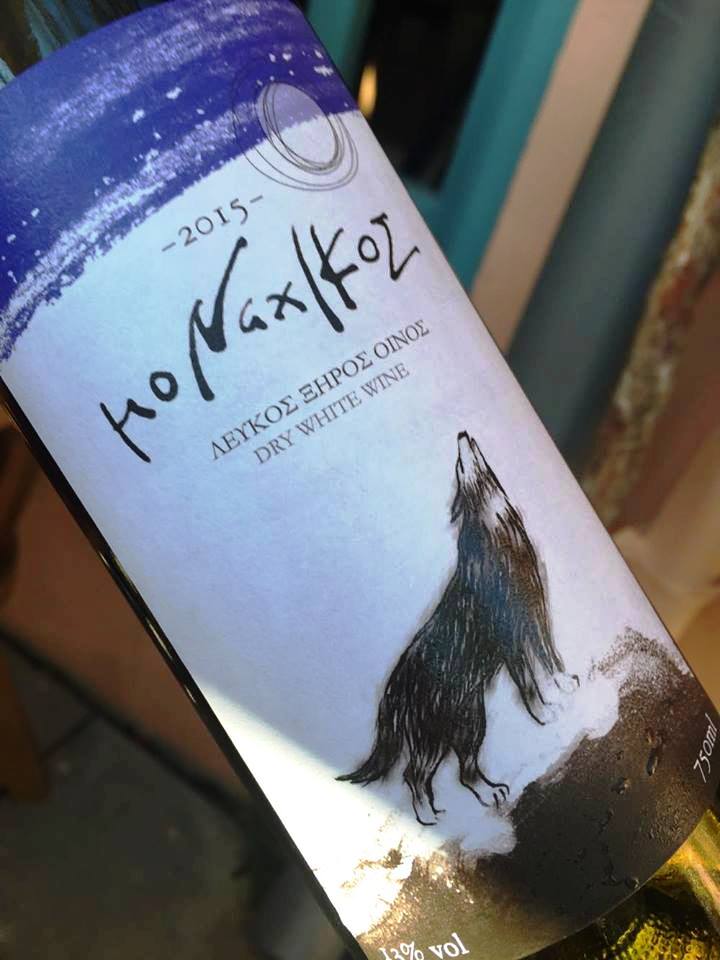 -2015-
μοΝαχΙΚΟΣ
ΛΕΥΚΟΣ ΞΗΡΟΣ ΟΙΝΟΣ
DRY WHITE WINE
750ml
13% vol